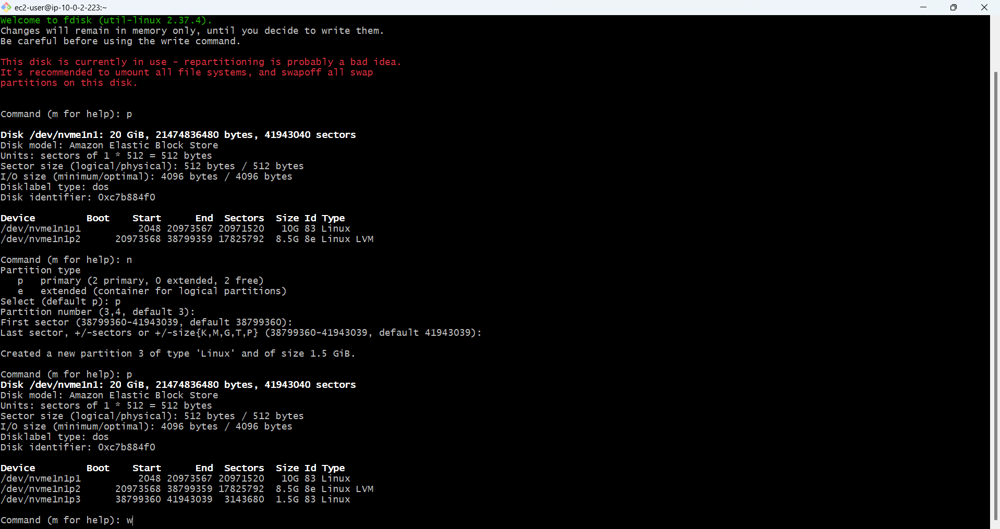 ec2-user@ip-10-0-2-223:~
Welcome to fdisk (util-linux 2.37.4).
Changes will remain in memory only, until you decide to write them.
Be careful before using the write command.
This disk is currently in use - repartitioning is probably a bad idea.
It's recommended to umount all file systems, and swapoff all swap
partitions on this disk.
Command (m for help): p
Disk /dev/nvme1n1: 20 GiB, 21474836480 bytes, 41943040 sectors
Disk model: Amazon Elastic Block Store
Units: sectors of 1 * 512 = 512 bytes
Sector size (logical/physical): 512 bytes / 512 bytes
I/O size (minimum/optimal): 4096 bytes / 4096 bytes
Disklabel type: dos
Disk identifier: 0xc7b884f0
Device         Boot    Start      End  Sectors  Size Id Type
/dev/nvme1n1p1          2048 20973567 20971520   10G 83 Linux
/dev/nvme1n1p2      20973568 38799359 17825792  8.5G 8e Linux LVM
Command (m for help): n
Partition type
   p   primary (2 primary, 0 extended, 2 free)
   e   extended (container for logical partitions)
Select (default p): p
Partition number (3,4, default 3):
First sector (38799360-41943039, default 38799360):
Last sector, +/-sectors or +/-size{K,M,G,T,P} (38799360-41943039, default 41943039):
Created a new partition 3 of type 'Linux' and of size 1.5 GiB.
Command (m for help): p
Disk /dev/nvme1n1: 20 GiB, 21474836480 bytes, 41943040 sectors
Disk model: Amazon Elastic Block Store
Units: sectors of 1 * 512 = 512 bytes
Sector size (logical/physical): 512 bytes / 512 bytes
I/O size (minimum/optimal): 4096 bytes / 4096 bytes
Disklabel type: dos
Disk identifier: 0xc7b884f0
Device         Boot    Start      End  Sectors  Size Id Type
/dev/nvme1n1p1          2048 20973567 20971520   10G 83 Linux
/dev/nvme1n1p2      20973568 38799359 17825792  8.5G 8e Linux LVM
/dev/nvme1n1p3      38799360 41943039  3143680  1.5G 83 Linux
Command (m for help): w